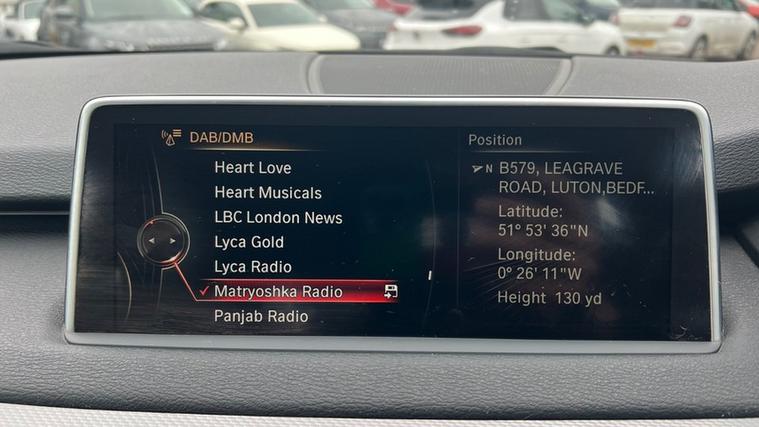 DAB/DMB
Heart Love
Heart Musicals
LBC London News
Lyca Gold
Lyca Radio
Matryoshka Radio
Panjab Radio
Position
N B579, LEAGRAVE
ROAD, LUTON,BEDF...
Latitude:
51° 53' 36"N
Longitude:
0° 26' 11"W
Height 130 yd